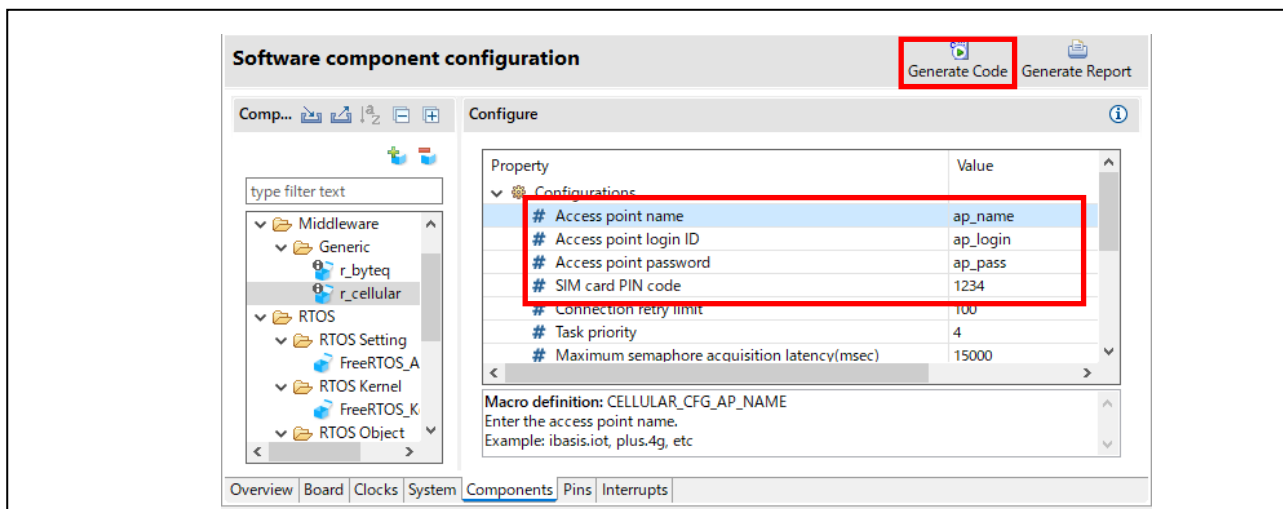 Software component configuration
Generate Code
Generate Report
Comp...
Configure
type filter text
Middleware
Generic
r_byteq
r_cellular
RTOS
RTOS Setting
FreeRTOS_A
RTOS Kernel
FreeRTOS_K
RTOS Object
Property Value
Configurations
# Access point name ap_name
# Access point login ID ap_login
# Access point password ap_pass
# SIM card PIN code 1234
# Connection retry limit 100
# Task priority 4
# Maximum semaphore acquisition latency(msec) 15000
Macro definition: CELLULAR_CFG_AP_NAME
Enter the access point name.
Example: ibasis.iot, plus.4g, etc
Overview Board Clocks System Components Pins Interrupts